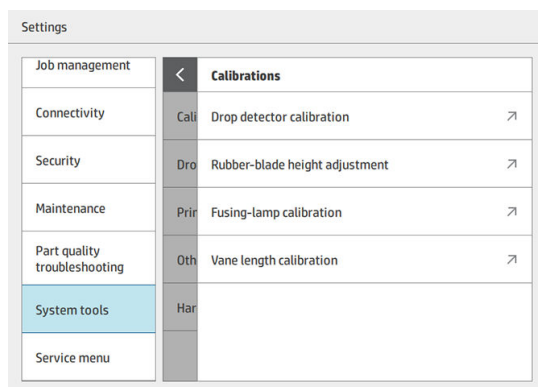 Settings
Job management
Connectivity
Security
Maintenance
Part quality
troubleshooting
System tools
Service menu
Calibrations
Cali
Drop detector calibration
Dro
Rubber-blade height adjustment
Prin
Fusing-lamp calibration
Oth
Vane length calibration
Har